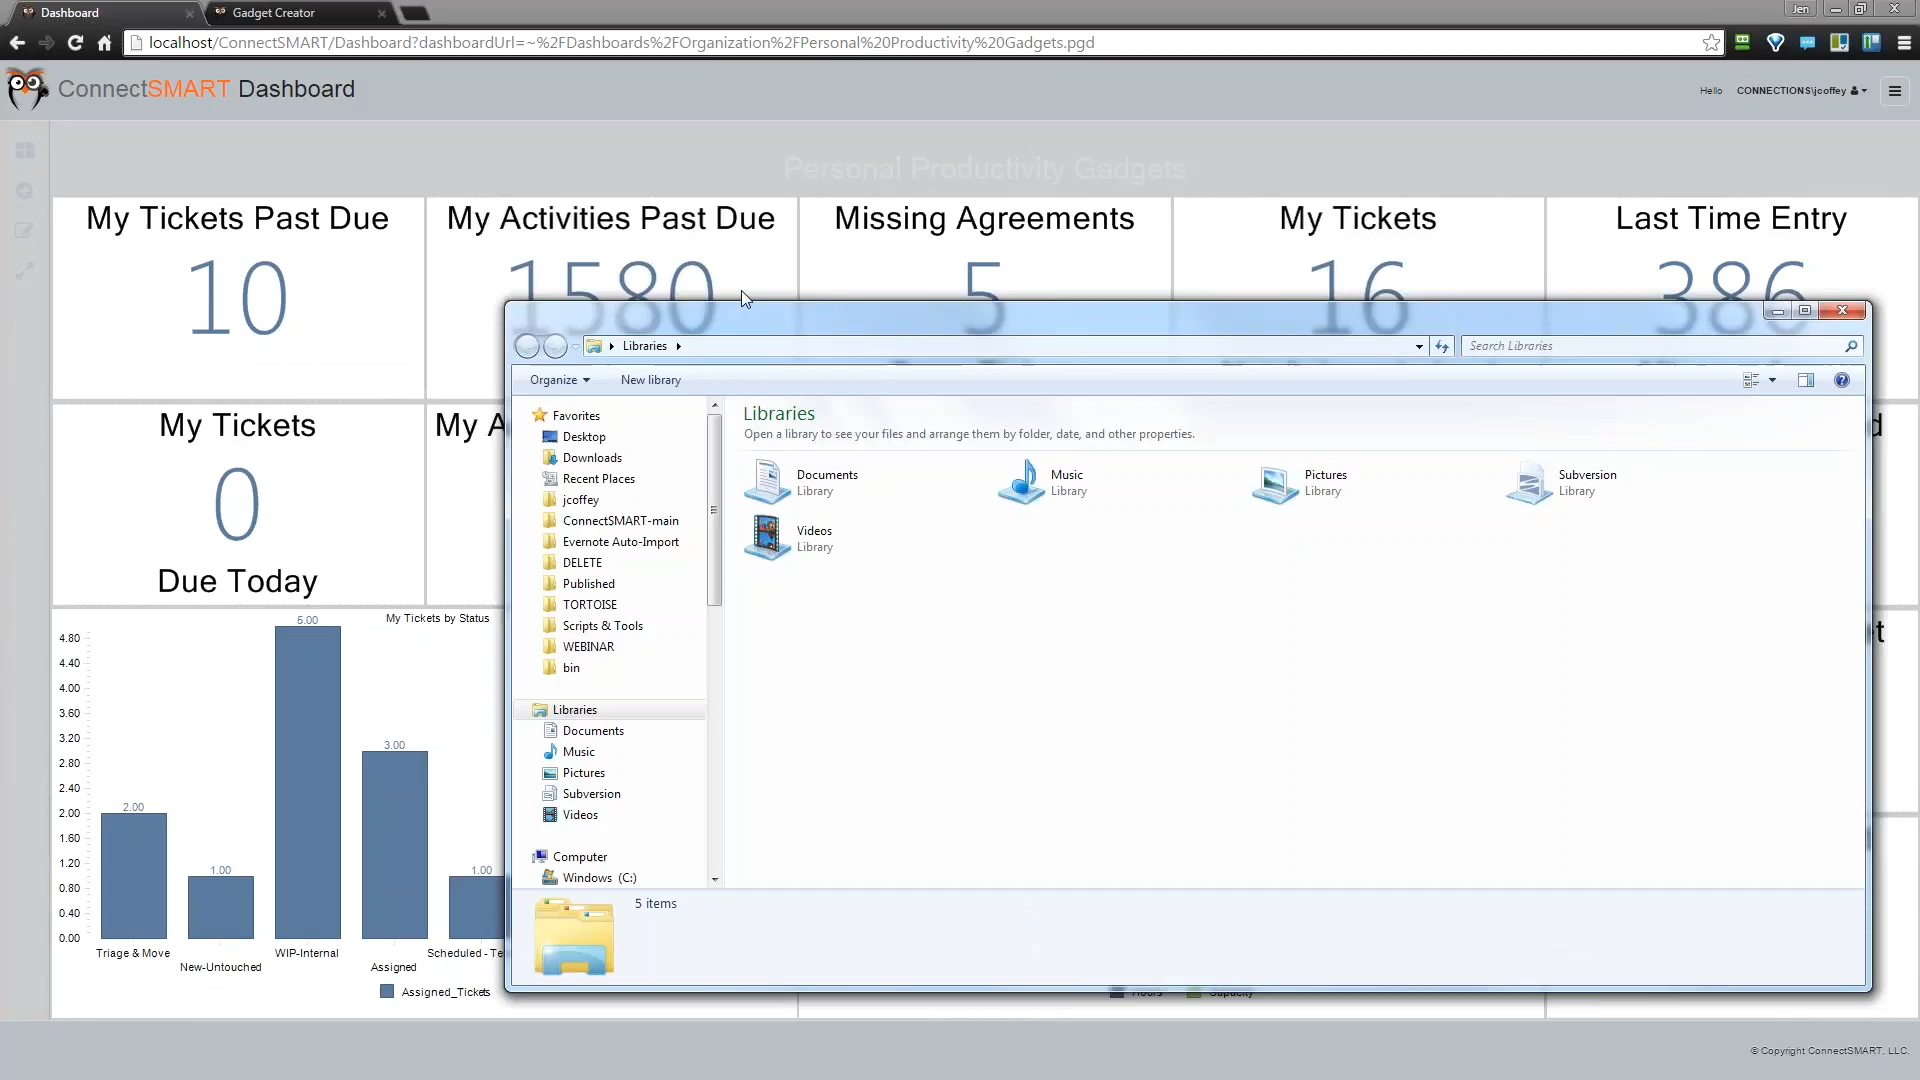 Dashboard
Gadget Creator
Jen
localhost/ConnectSMART/Dashboard?dashboardUrl=~%2FDashboards%2FOrganization%2FPersonal%20Productivity%20Gadgets.pgd
ConnectSMART Dashboard
Hello CONNECTIONS\jcoffey
Personal Productivity Gadgets
My Tickets Past Due
10
My Activities Past Due
1580
Missing Agreements
5
My Tickets
16
Last Time Entry
386
My Tickets
0
Due Today
My A
d
t
Libraries
Search Libraries
Organize
New library
Favorites
Desktop
Downloads
Recent Places
jcoffey
ConnectSMART-main
Evernote Auto-Import
DELETE
Published
TORTOISE
Scripts & Tools
WEBINAR
bin
Libraries
Documents
Music
Pictures
Subversion
Videos
Computer
Windows (C:)
Libraries
Open a library to see your files and arrange them by folder, date, and other properties.
Documents
Library
Music
Library
Pictures
Library
Subversion
Library
Videos
Library
5 items
My Tickets by Status
5.00
4.80
4.40
4.00
3.60
3.20
2.80
2.40
2.00
1.60
1.20
0.80
0.40
0.00
2.00
1.00
3.00
1.00
Triage & Move
New-Untouched
WIP-Internal
Assigned
Scheduled - Te
Assigned_Tickets
© Copyright ConnectSMART, LLC.